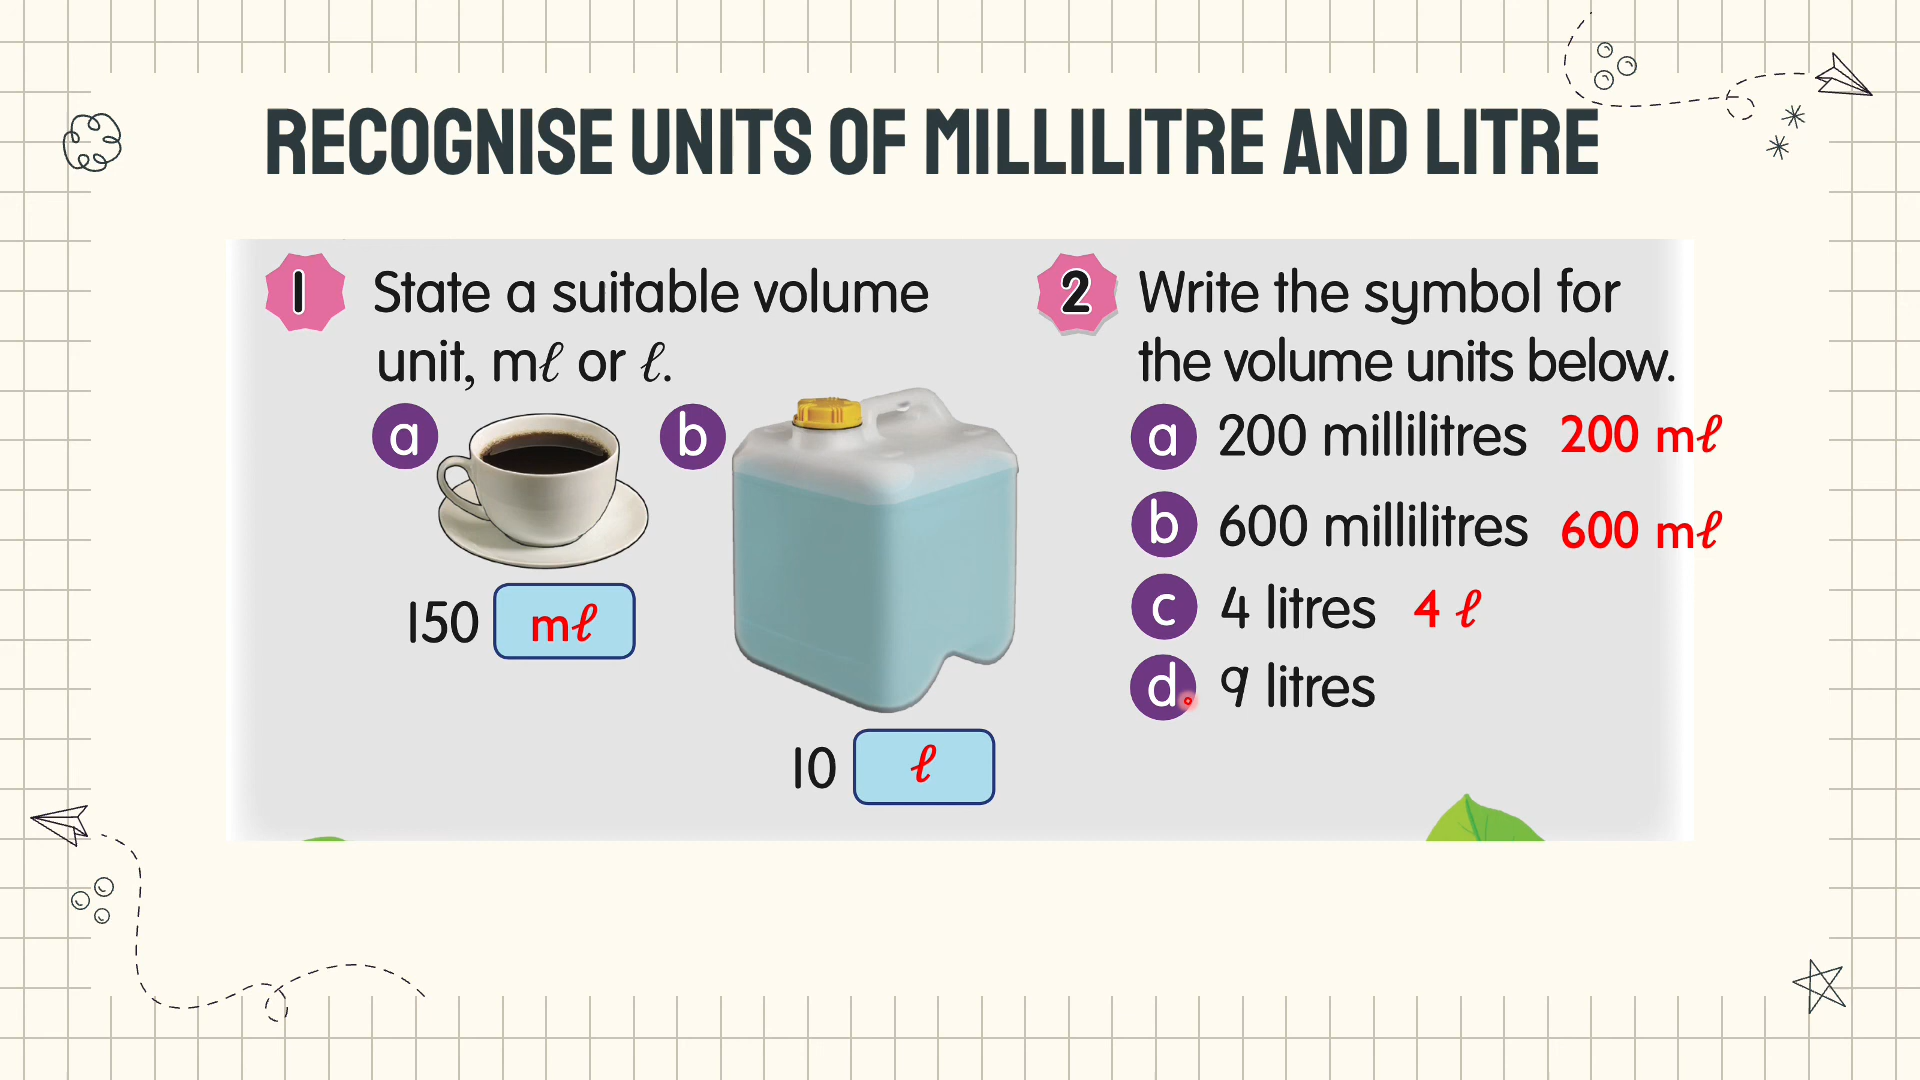 RECOGNISE UNITS OF MILLILITRE AND LITRE
1 State a suitable volume
unit, mℓ or ℓ.
a
b
150 mℓ
10 ℓ
2 Write the symbol for
the volume units below.
a 200 millilitres 200 mℓ
b 600 millilitres 600 mℓ
c 4 litres 4 ℓ
d 9 litres